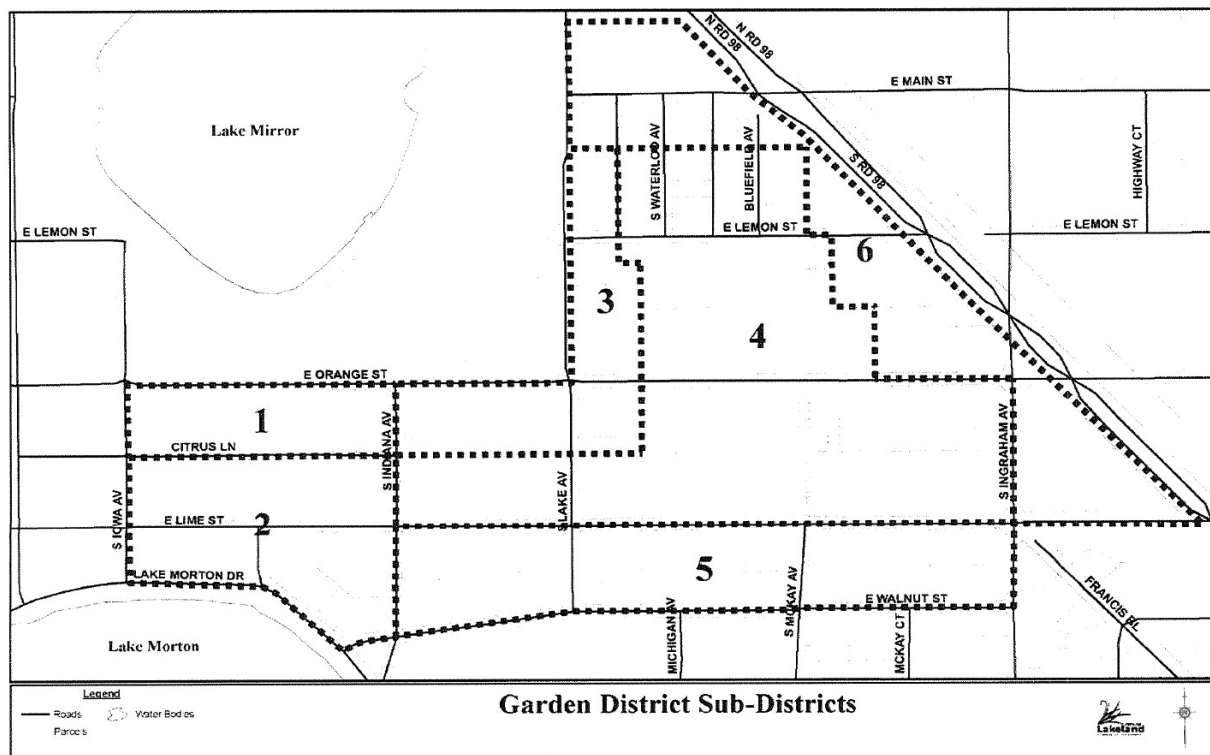 N RD 98
N RD 98
E MAIN ST
Lake Mirror
S WATERLOO AV
BLUEFIELD AV
S RD 98
HIGHWAY CT
E LEMON ST
E LEMON ST
E LEMON ST
6
3
4
E ORANGE ST
1
S INDIANA AV
CITRUS LN
S INGRAHAM AV
S IOWA AV
E LIME ST
2
S LAKE AV
LAKE MORTON DR
5
S MCKAY AV
E WALNUT ST
FRANCIS BL
Lake Morton
MICHIGAN AV
MCKAY CT
Legend
Roads
Water Bodies
Parcels
Garden District Sub-Districts
Lakeland